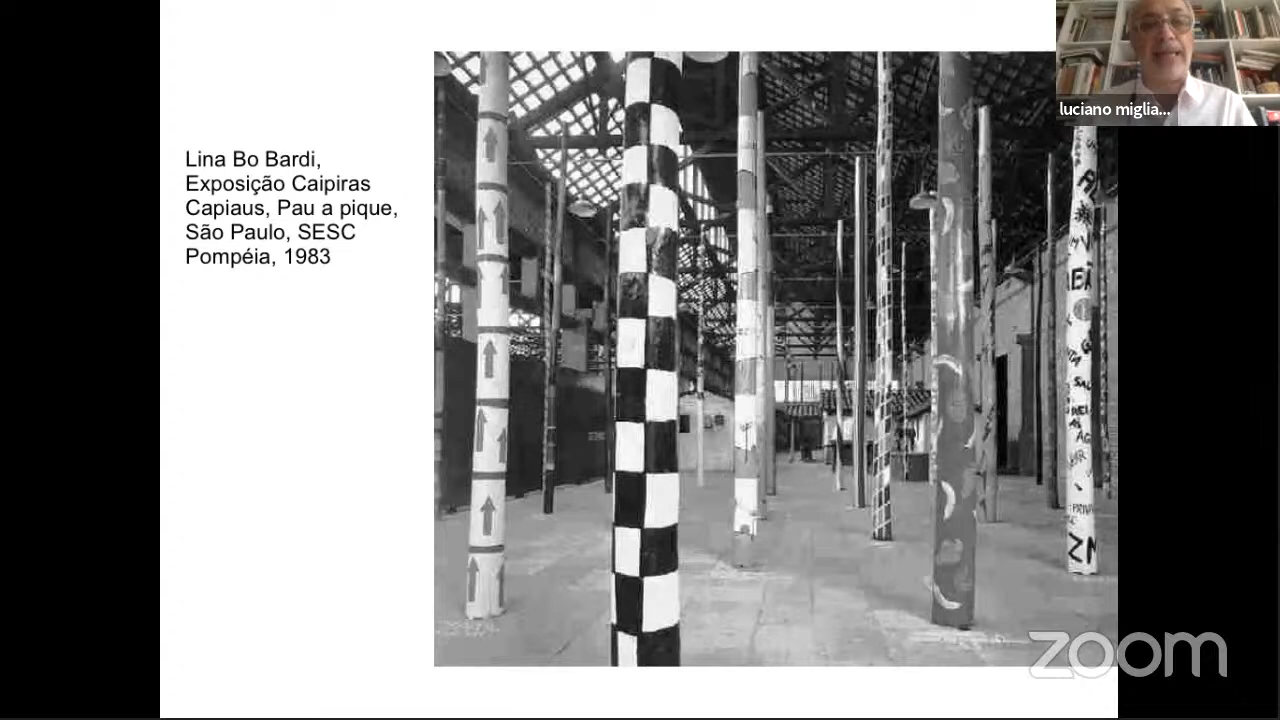 Lina Bo Bardi,
Exposição Caipiras
Capiaus, Pau a pique,
São Paulo, SESC
Pompéia, 1983
luciano miglia...
zoom